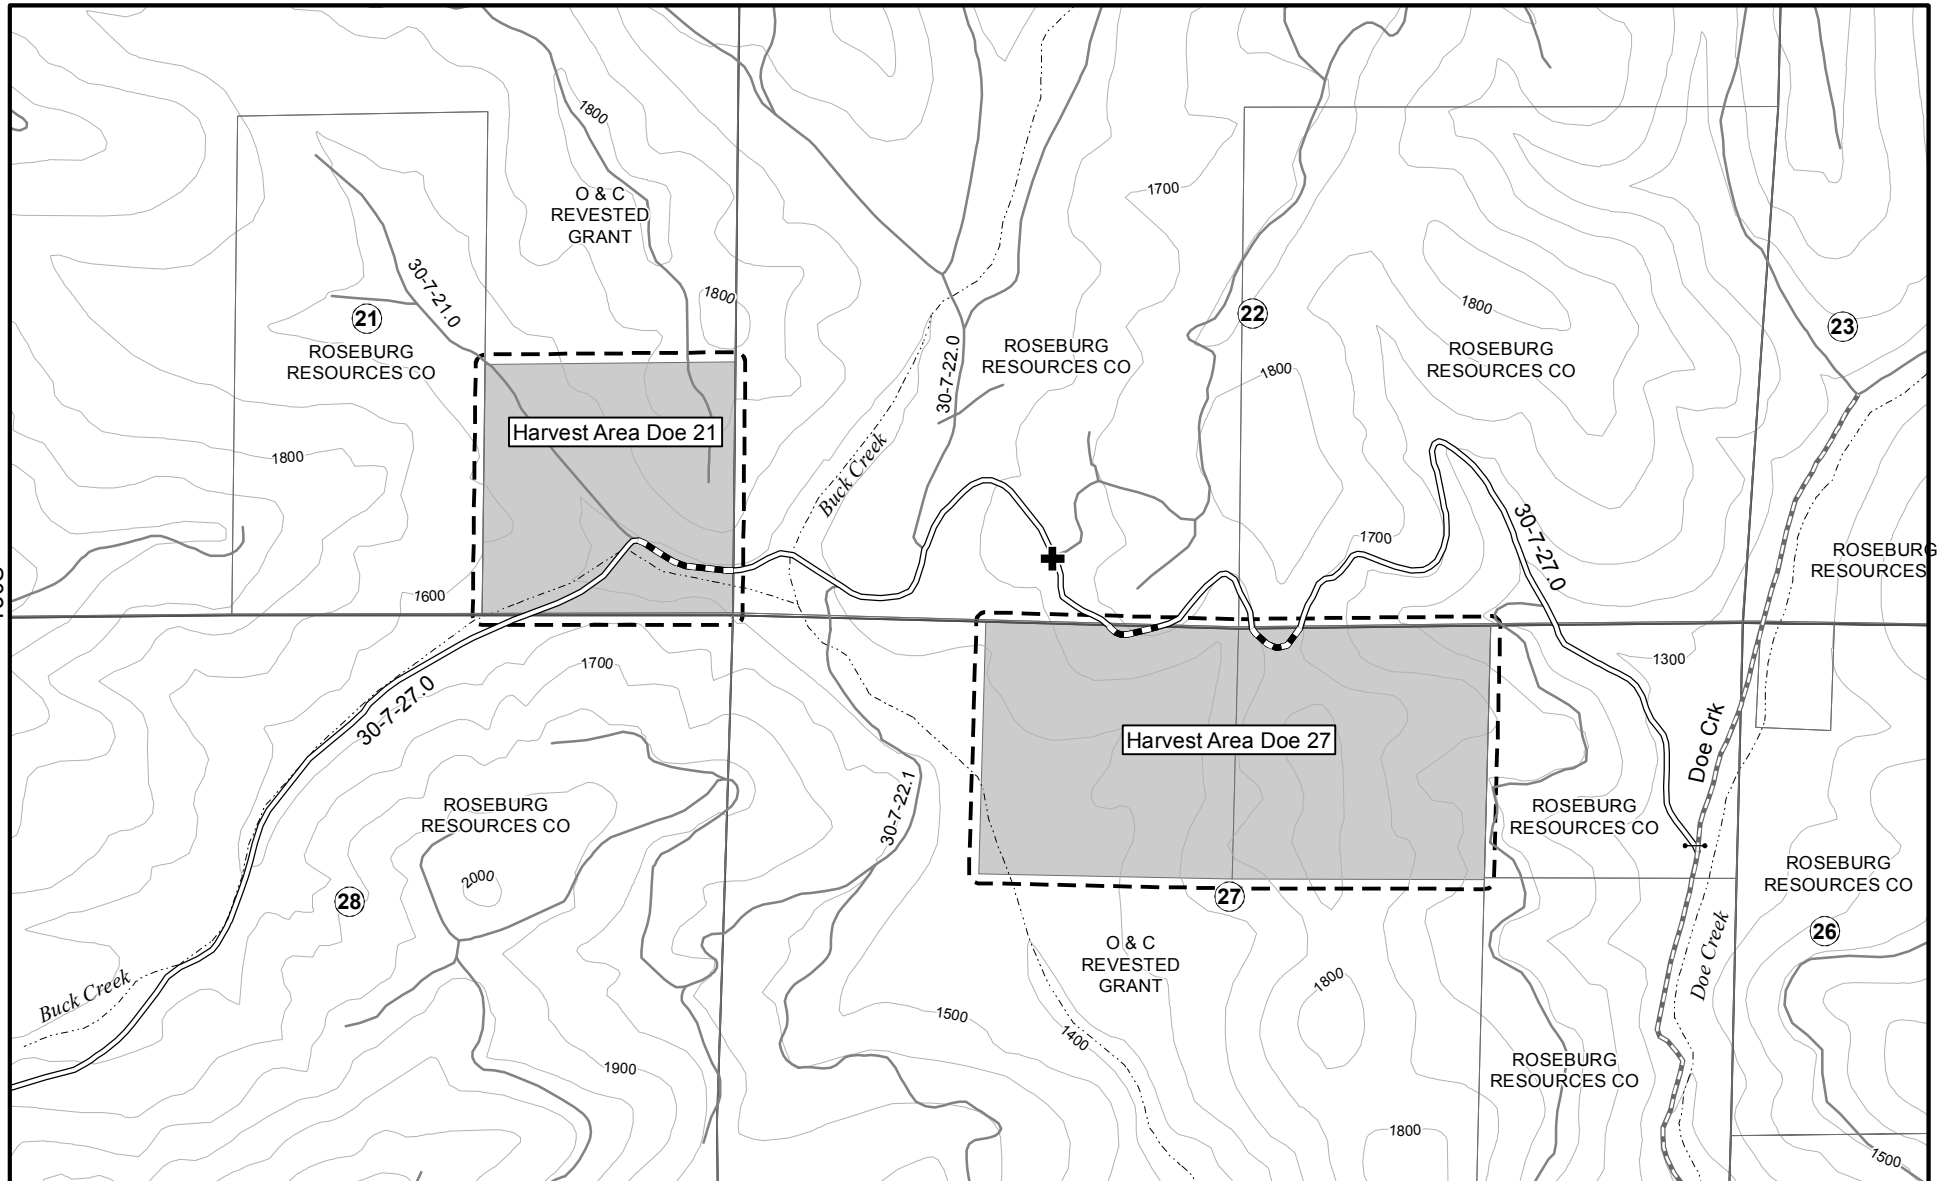 1800
O & C
REVESTED
GRANT
1700
30-7-21.0
1800
21
22
1800
23
ROSEBURG
RESOURCES CO
ROSEBURG
RESOURCES CO
ROSEBURG
RESOURCES CO
30-7-22.0
1800
Harvest Area Doe 21
1800
Buck Creek
30-7-27.0
1700
ROSEBURG
RESOURCES
1600
1700
1300
30-7-27.0
Doe Crk
Harvest Area Doe 27
30-7-22.1
ROSEBURG
RESOURCES CO
ROSEBURG
RESOURCES CO
ROSEBURG
RESOURCES CO
2000
28
27
26
O & C
REVESTED
GRANT
Doe Creek
Buck Creek
1800
1500
1400
1900
ROSEBURG
RESOURCES CO
1800
1500